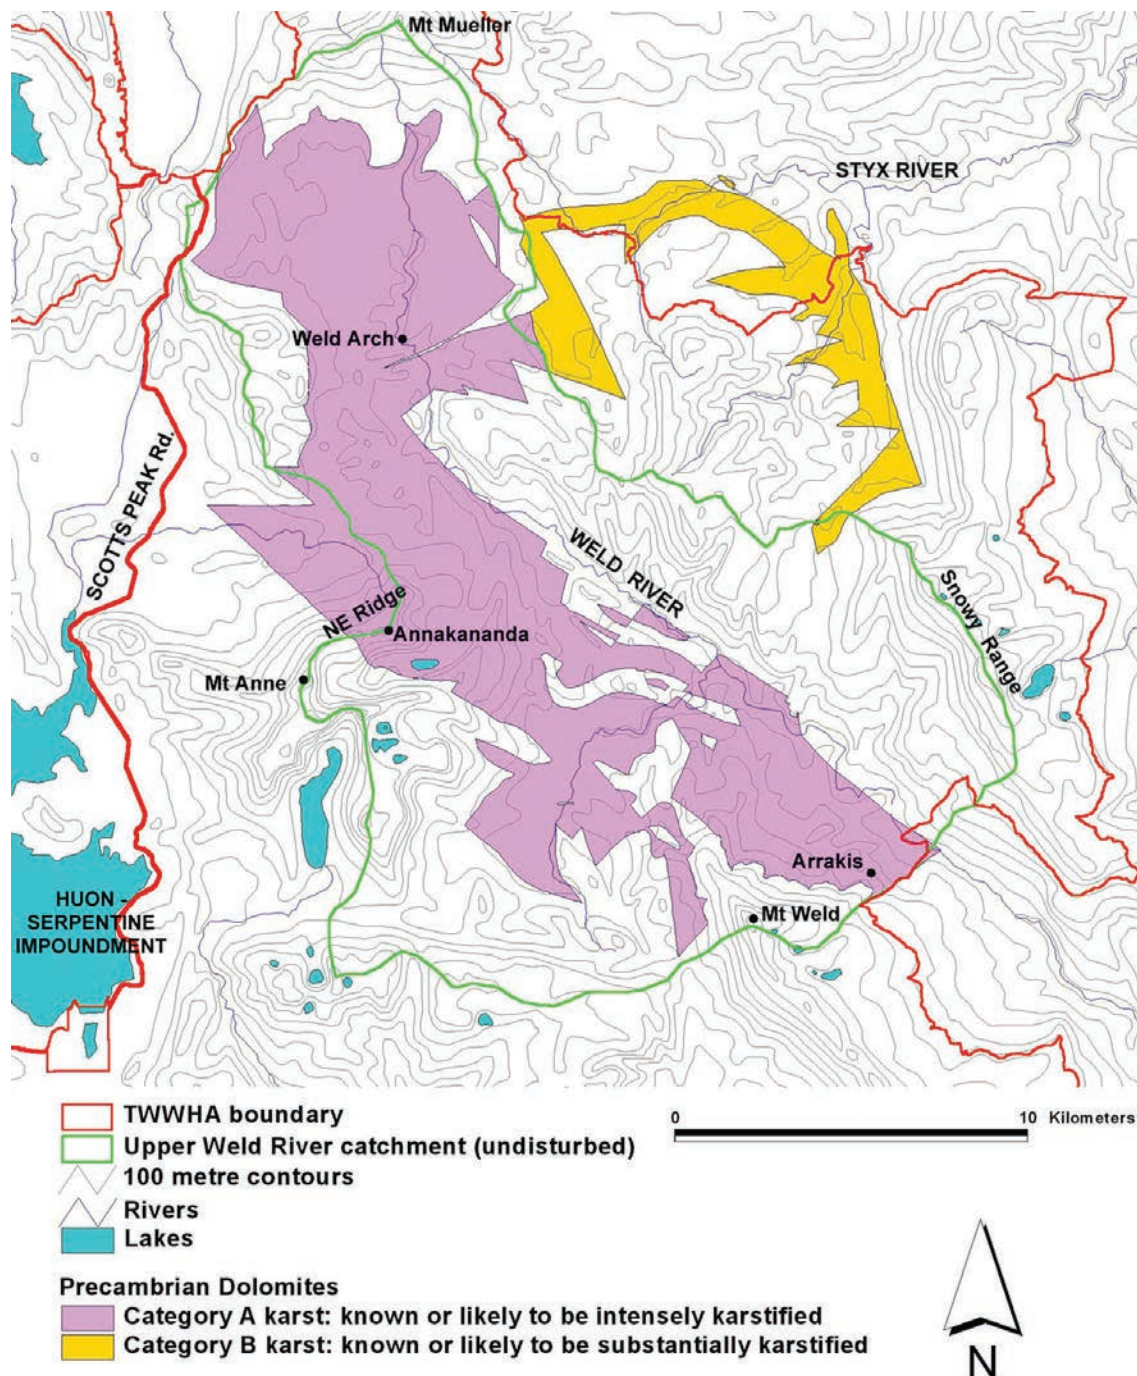 Mt Mueller
STYX RIVER
Weld Arch
SCOTTS PEAK Rd.
WELD RIVER
NE Ridge
Annakananda
Snowy Range
Mt Anne
Arrakis
HUON -
SERPENTINE
IMPOUNDMENT
Mt Weld
TWWHA boundary
0 10 Kilometers
Upper Weld River catchment (undisturbed)
100 metre contours
Rivers
Lakes
Precambrian Dolomites
Category A karst: known or likely to be intensely karstified
Category B karst: known or likely to be substantially karstified
N